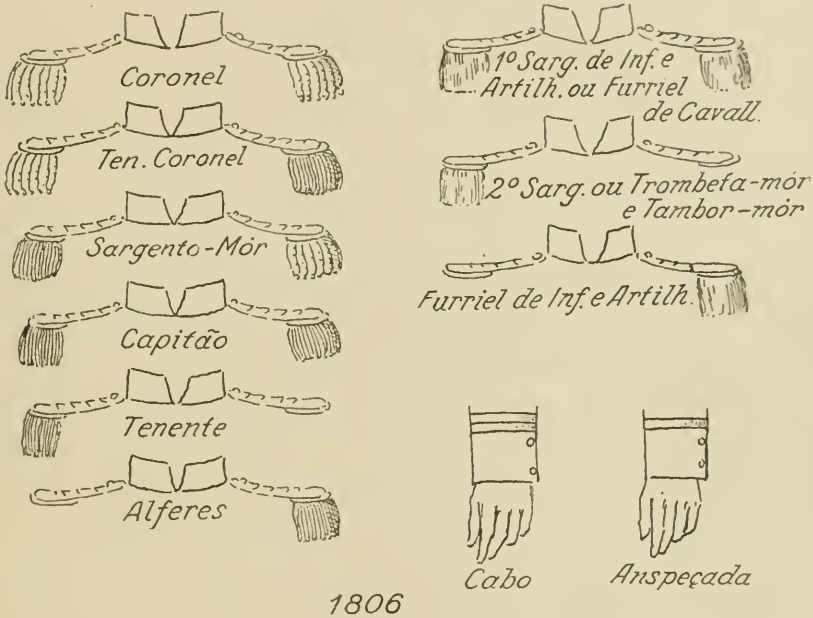 Coronel
Ten. Coronel
Sargento-Mór
Capitão
Tenente
Alferes
1º Sarg. de Inf. e
Artilh. ou Furriel
de Cavall.
2º Sarg. ou Trombeta-mór
e Tambor-mór
Furriel de Inf. e Artilh.
Cabo
Anspeçada
1806